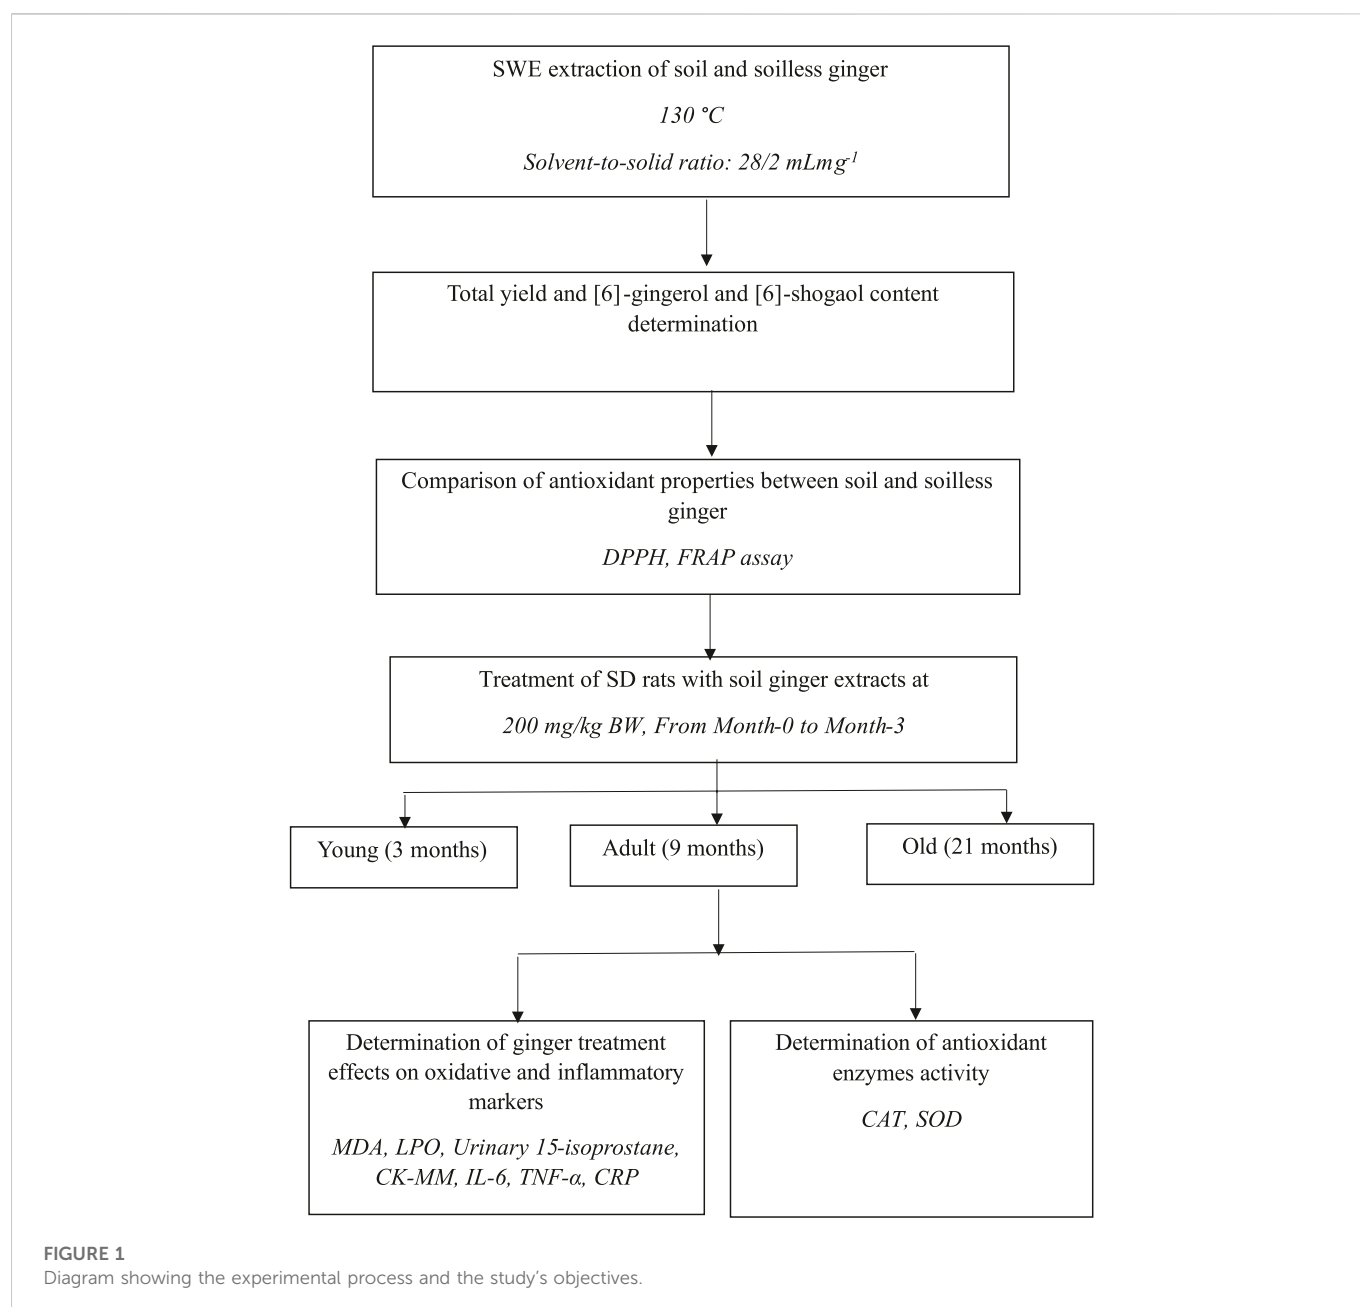 SWE extraction of soil and soilless ginger
130 °C
Solvent-to-solid ratio: 28/2 mLmg-1
Total yield and [6]-gingerol and [6]-shogaol content
determination
Comparison of antioxidant properties between soil and soilless
ginger
DPPH, FRAP assay
Treatment of SD rats with soil ginger extracts at
200 mg/kg BW, From Month-0 to Month-3
Young (3 months)
Adult (9 months)
Old (21 months)
Determination of ginger treatment
effects on oxidative and inflammatory
markers
MDA, LPO, Urinary 15-isoprostane,
CK-MM, IL-6, TNF-α, CRP
Determination of antioxidant
enzymes activity
CAT, SOD
FIGURE 1
Diagram showing the experimental process and the study's objectives.